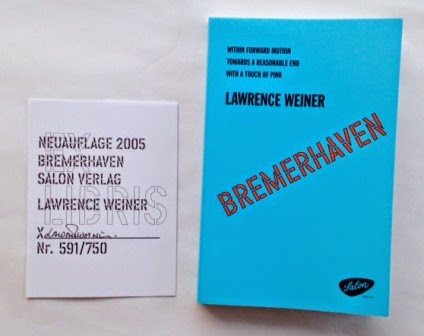 EX
LIBRIS
NEUAUFLAGE 2005
BREMERHAVEN
SALON VERLAG
LAWRENCE WEINER
X
Nr. 591/750
WITHIN FORWARD MOTION
TOWARDS A REASONABLE END
WITH A TOUCH OF PINK
LAWRENCE WEINER
BREMERHAVEN
Salon